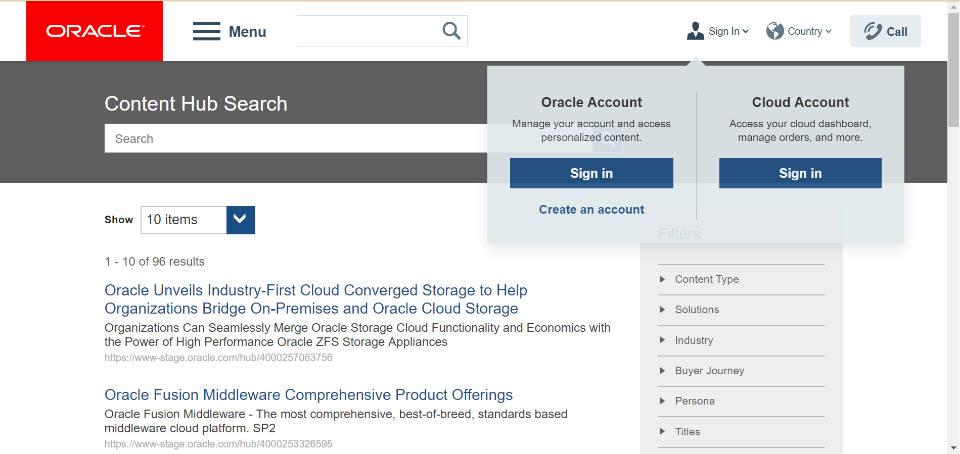 ORACLE®
Menu
Sign In
Country
Call
Oracle Account
Manage your account and access
personalized content.
Sign in
Create an account
Cloud Account
Access your cloud dashboard,
manage orders, and more.
Sign in
Content Hub Search
Search
Show
10 items
1 - 10 of 96 results
Oracle Unveils Industry-First Cloud Converged Storage to Help
Organizations Bridge On-Premises and Oracle Cloud Storage
Organizations Can Seamlessly Merge Oracle Storage Cloud Functionality and Economics with
the Power of High Performance Oracle ZFS Storage Appliances
https://www-stage.oracle.com/hub/4000257063756
Oracle Fusion Middleware Comprehensive Product Offerings
Oracle Fusion Middleware - The most comprehensive, best-of-breed, standards based
middleware cloud platform. SP2
https://www-stage.oracle.com/hub/4000253326595
Filters
Content Type
Solutions
Industry
Buyer Journey
Persona
Titles